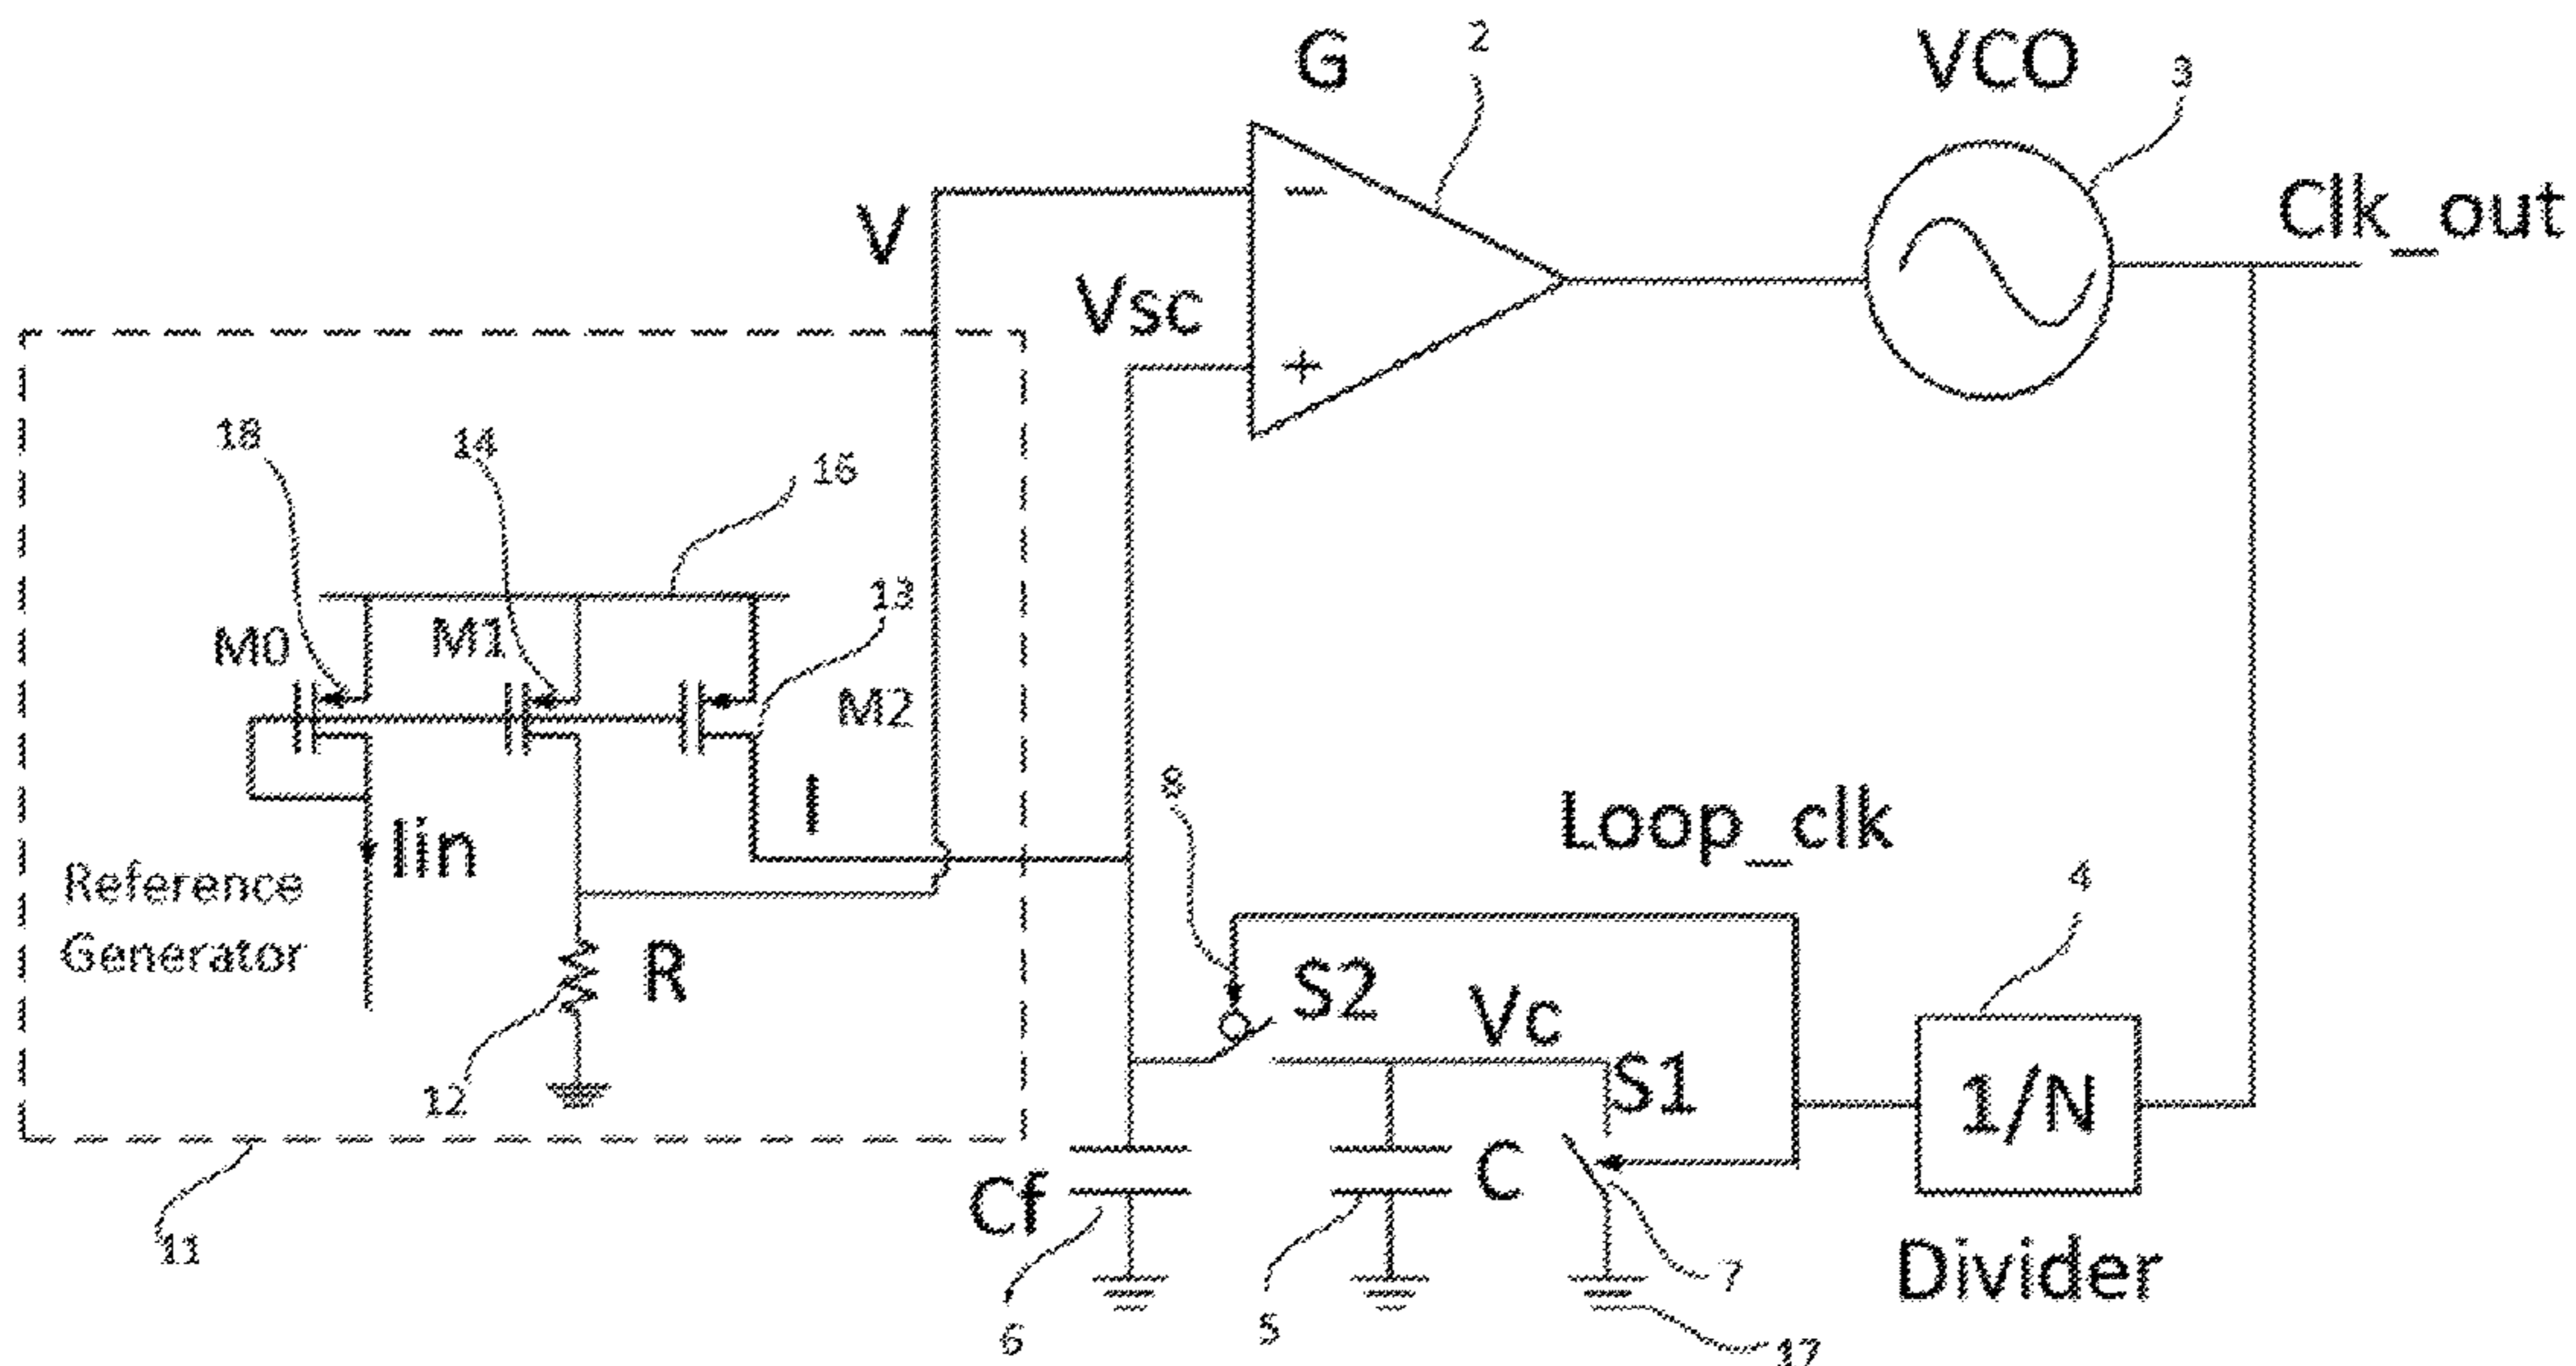 G
2
VCO
3
Clk_out
V
Vsc
−
+
18
14
16
13
M0
M1
M2
I
Iin
Reference
Generator
R
12
11
8
Loop_clk
4
S2
Vc
S1
1/N
Cf
C
Divider
7
6
5
17